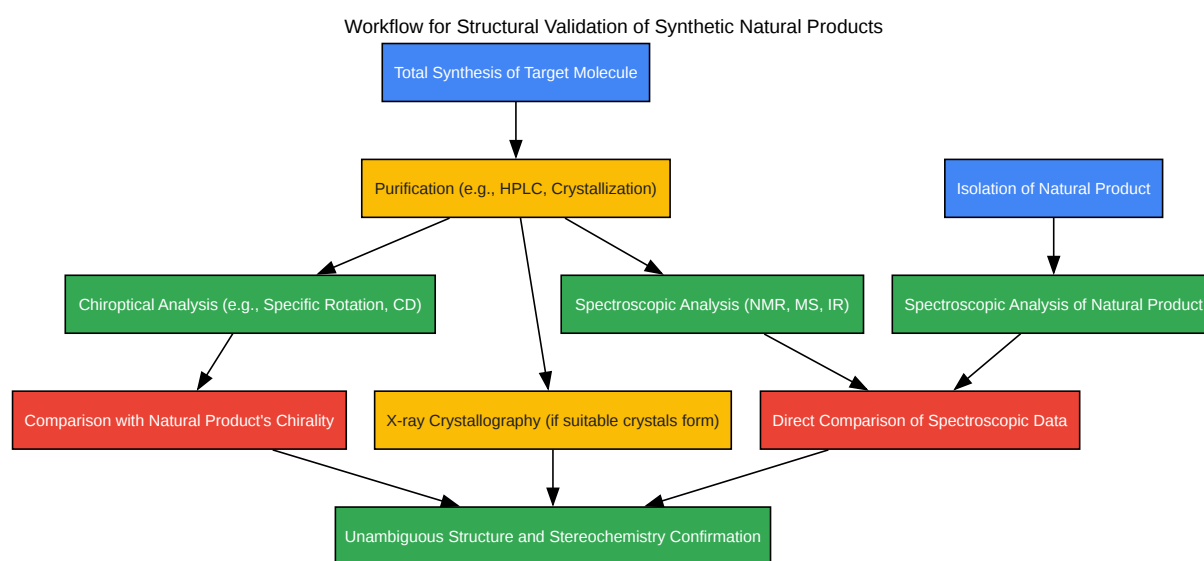 Workflow for Structural Validation of Synthetic Natural Products
Total Synthesis of Target Molecule
Purification (e.g., HPLC, Crystallization)
Isolation of Natural Product
Chiroptical Analysis (e.g., Specific Rotation, CD)
Spectroscopic Analysis (NMR, MS, IR)
Spectroscopic Analysis of Natural Product
Comparison with Natural Product's Chirality
X-ray Crystallography (if suitable crystals form)
Direct Comparison of Spectroscopic Data
Unambiguous Structure and Stereochemistry Confirmation